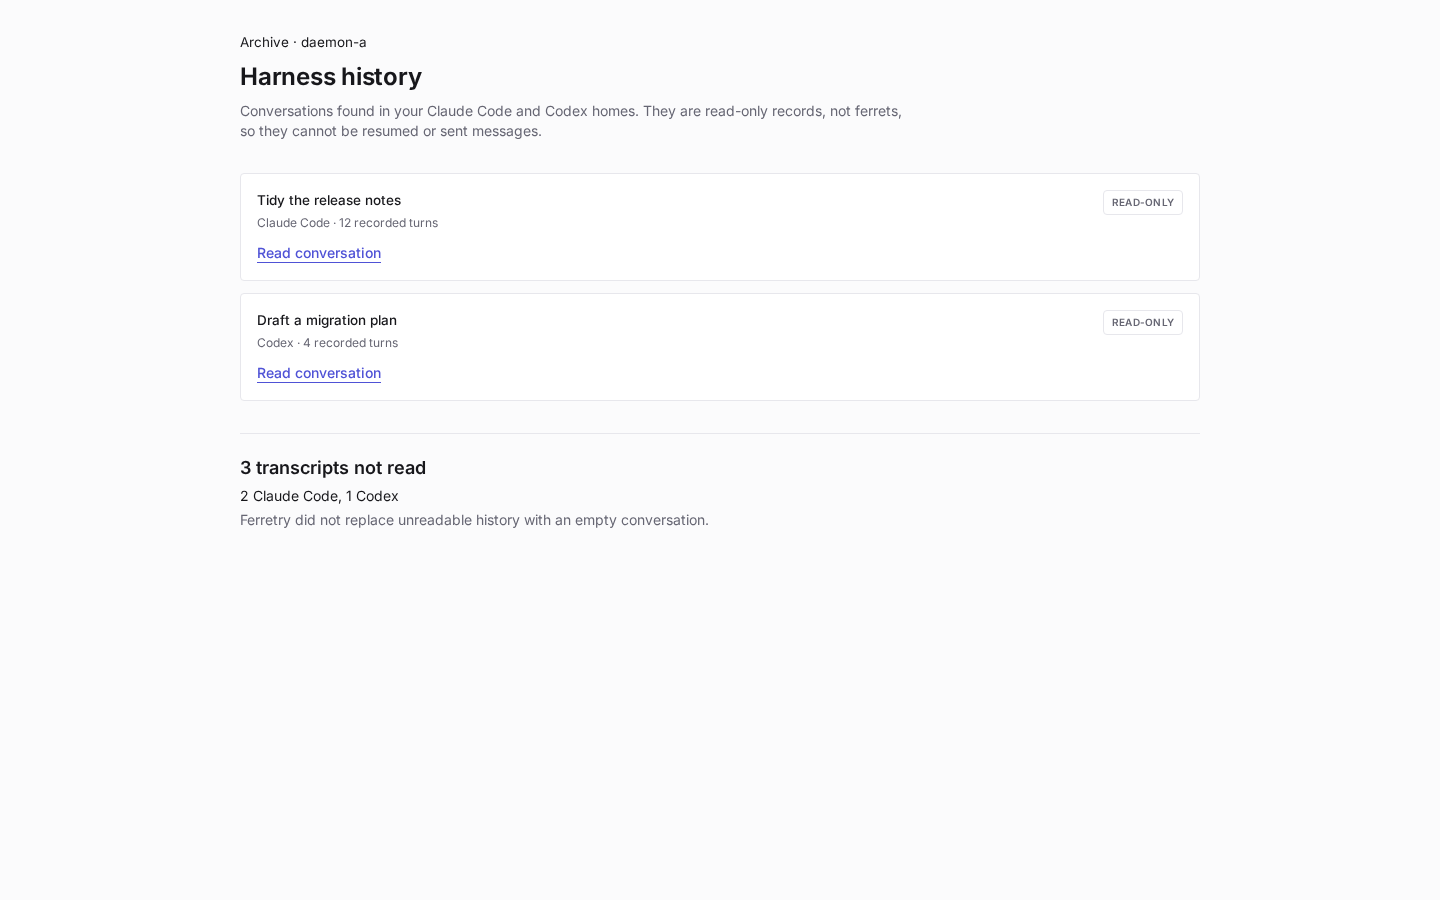 Archive · daemon-a
Harness history
Conversations found in your Claude Code and Codex homes. They are read-only records, not ferrets,
so they cannot be resumed or sent messages.
Tidy the release notes
READ-ONLY
Claude Code · 12 recorded turns
Read conversation
Draft a migration plan
READ-ONLY
Codex · 4 recorded turns
Read conversation
3 transcripts not read
2 Claude Code, 1 Codex
Ferretry did not replace unreadable history with an empty conversation.